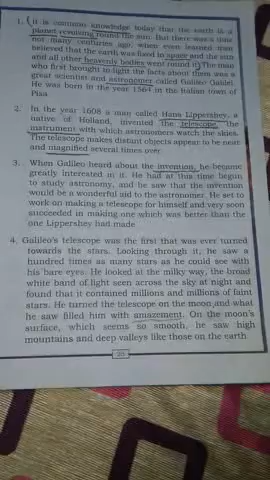 1. It is common knowledge today that the earth is a
planet revolving round the sun. But there was time
not many centuries ago, when even learned men
believed that the earth was fixed in space and the sun
and all other heavenly bodies went round it. The man
who first brought to light the facts about them was a
great scientist and astronomer called Galileo Galilei.
He was born in the year 1564 in the Italian town of
Pisa
2. In the year 1608 a man called Hans Lippershey, a
native of Holland, invented The telescope, the
instrument with which astronomers watch the skies.
The telescope makes distant objects appear to be near
and magnified several times over
3. When Galileo heard about the invention, he became
greatly interested in it. He had at this time begun
to study astronomy, and he saw that the invention
would be a wonderful aid to the astronomer. He set to
work on making a telescope for himself and very soon
succeeded in making one which was better than the
one Lippershey had made
4. Galileo's telescope was the first that was ever turned
towards the stars. Looking through it, he saw a
hundred times as many stars as he could see with
his bare eyes. He looked at the milky way, the broad
white band of light seen across the sky at night and
found that it contained millions and millions of faint
stars. He turned the telescope on the moon and what
he saw filled him with amazement. On the moon's
surface, which seems so smooth, he saw high
mountains and deep valleys like those on the earth.